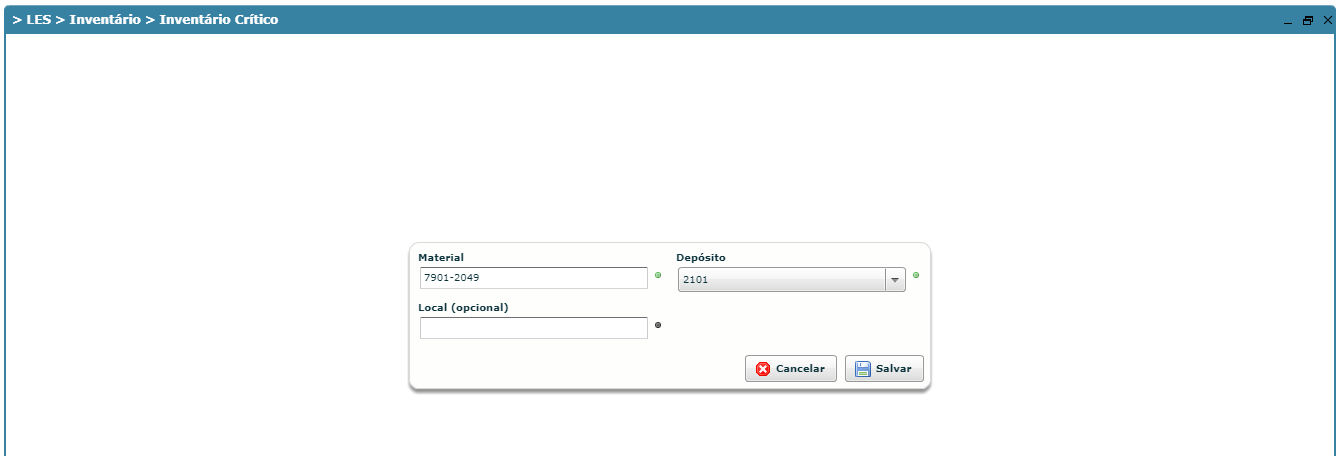 > LES > Inventário > Inventário Crítico
Material
Depósito
7901-2049
2101
Local (opcional)
Cancelar
Salvar